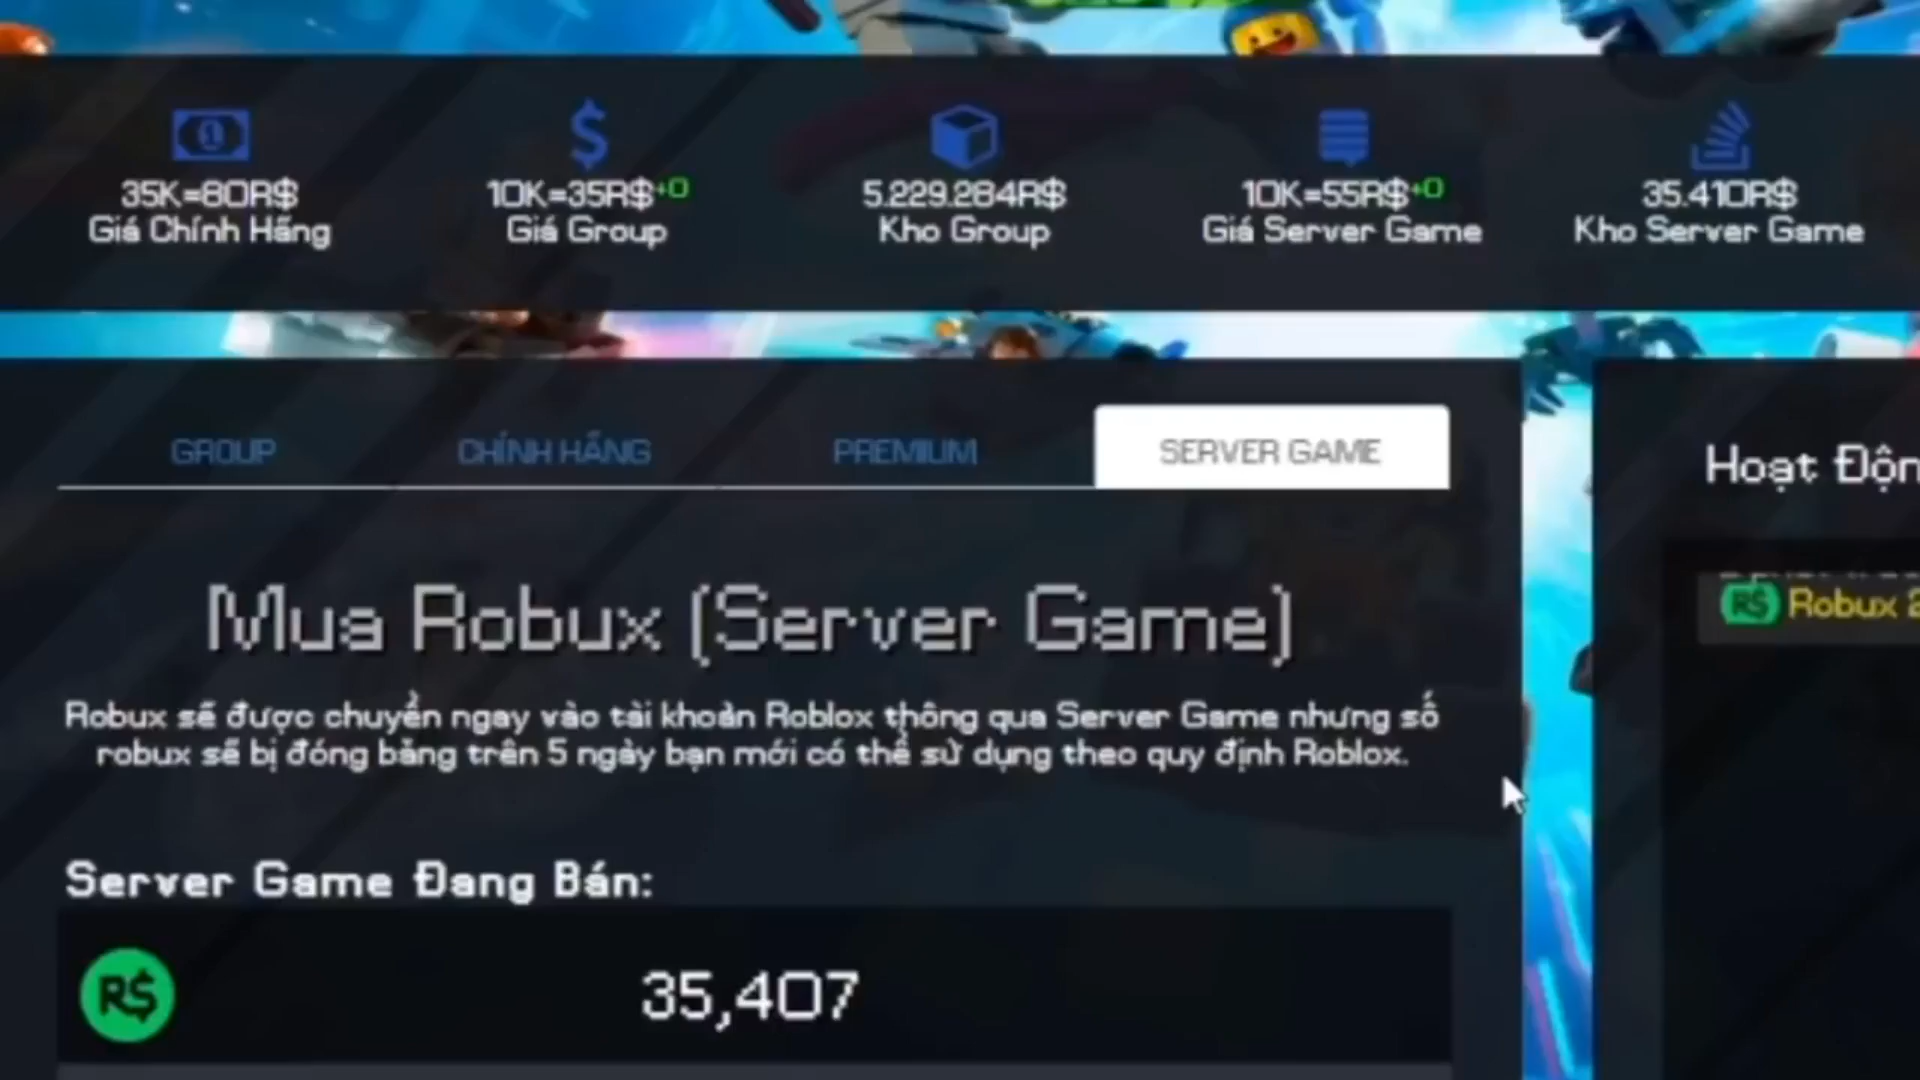 35K=80R$
Giá Chính Hãng
10K=35R$+0
Giá Group
5.229.284R$
Kho Group
10K=55R$+0
Giá Server Game
35.410R$
Kho Server Game
GROUP
CHÍNH HÃNG
PREMIUM
SERVER GAME
Mua Robux (Server Game)
Robux sẽ được chuyển ngay vào tài khoản Roblox thông qua Server Game nhưng số
robux sẽ bị đóng băng trên 5 ngày bạn mới có thể sử dụng theo quy định Roblox.
Server Game Đang Bán:
R$
35,407
Hoạt Độn
R$ Robux 2